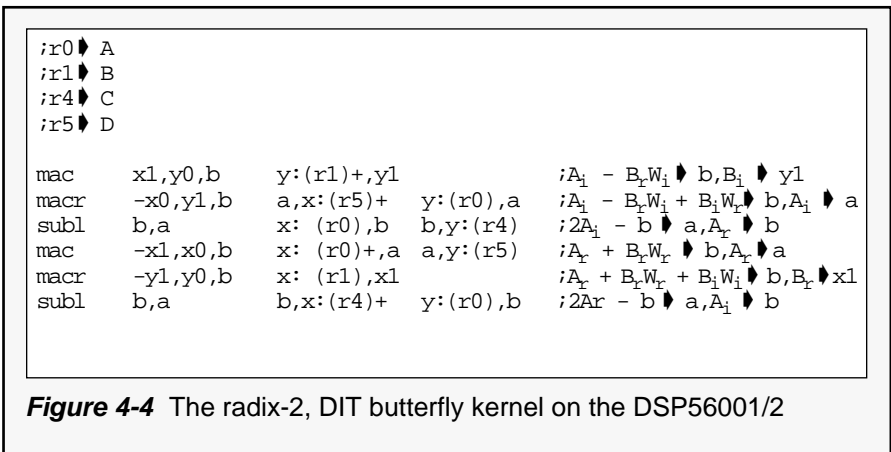 ;r0➧ A
;r1➧ B
;r4➧ C
;r5➧ D
mac x1,y0,b y:(r1)+,y1 ;Aᵢ - BᵣWᵢ➧ b,Bᵢ ➧ y1
macr -x0,y1,b a,x:(r5)+ y:(r0),a ;Aᵢ - BᵣWᵢ + BᵢWᵣ➧ b,Aᵢ ➧ a
subl b,a x: (r0),b b,y:(r4) ;2Aᵢ - b ➧ a,Aᵣ ➧ b
mac -x1,x0,b x: (r0)+,a a,y:(r5) ;Aᵣ + BᵣWᵣ ➧ b,Aᵣ➧a
macr -y1,y0,b x: (r1),x1 ;Aᵣ + BᵣWᵣ + BᵢWᵢ➧ b,Bᵣ➧x1
subl b,a b,x:(r4)+ y:(r0),b ;2Ar - b ➧ a,Aᵢ ➧ b
Figure 4-4 The radix-2, DIT butterfly kernel on the DSP56001/2